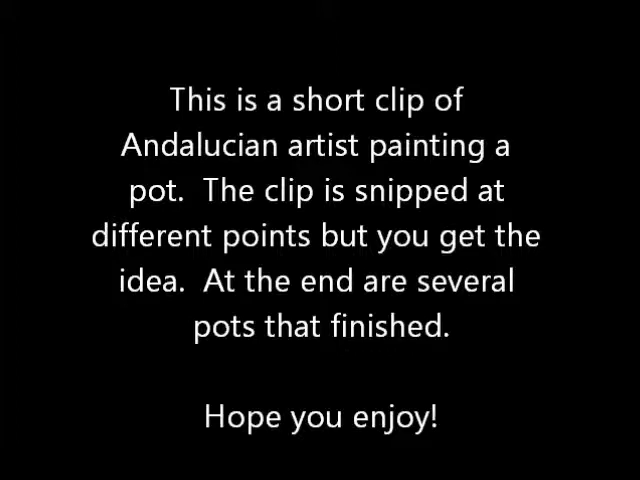 This is a short clip of
Andalucian artist painting a
pot.  The clip is snipped at
different points but you get the
idea.  At the end are several
pots that finished.
Hope you enjoy!